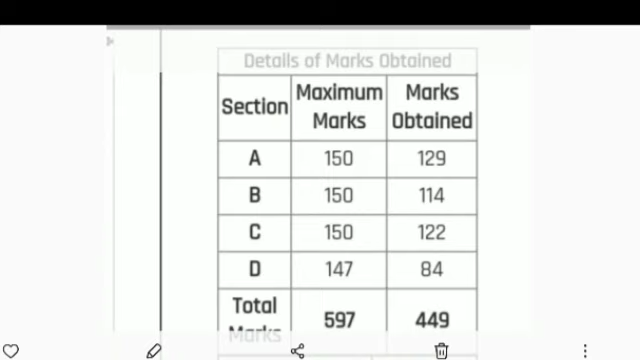 Details of Marks Obtained
Section Maximum Marks Marks Obtained
A 150 129
B 150 114
C 150 122
D 147 84
Total Marks 597 449